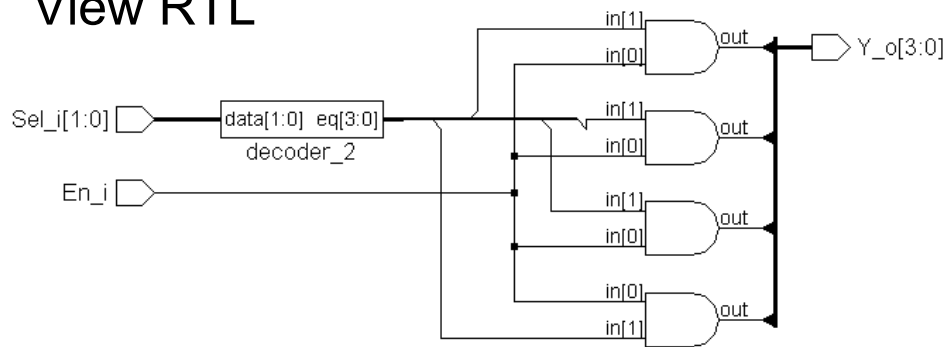 View RTL
in[1]
out
Y_o[3:0]
in[0]
Sel_i[1:0]
data[1:0] eq[3:0]
decoder_2
in[1]
out
in[0]
En_i
in[1]
out
in[0]
in[0]
out
in[1]